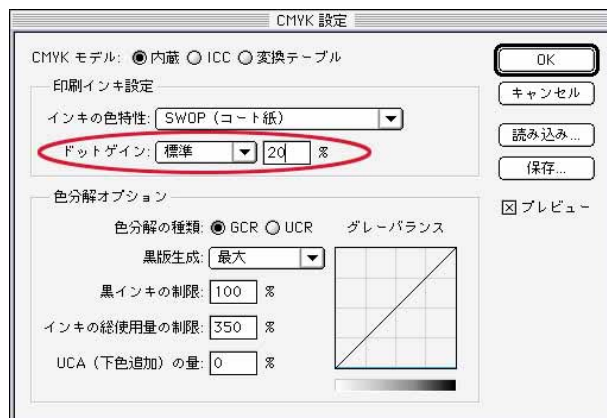 CMYK 設定
CMYK モデル: 内蔵 ICC 変換テーブル
印刷インキ設定
インキの色特性: SWOP (コート紙)
ドットゲイン: 標準 20 %
色分解オプション
色分解の種類: GCR UCR
黒版生成: 最大
黒インキの制限: 100 %
インキの総使用量の制限: 350 %
UCA (下色追加) の量: 0 %
グレーバランス
OK
キャンセル
読み込み...
保存...
プレビュー